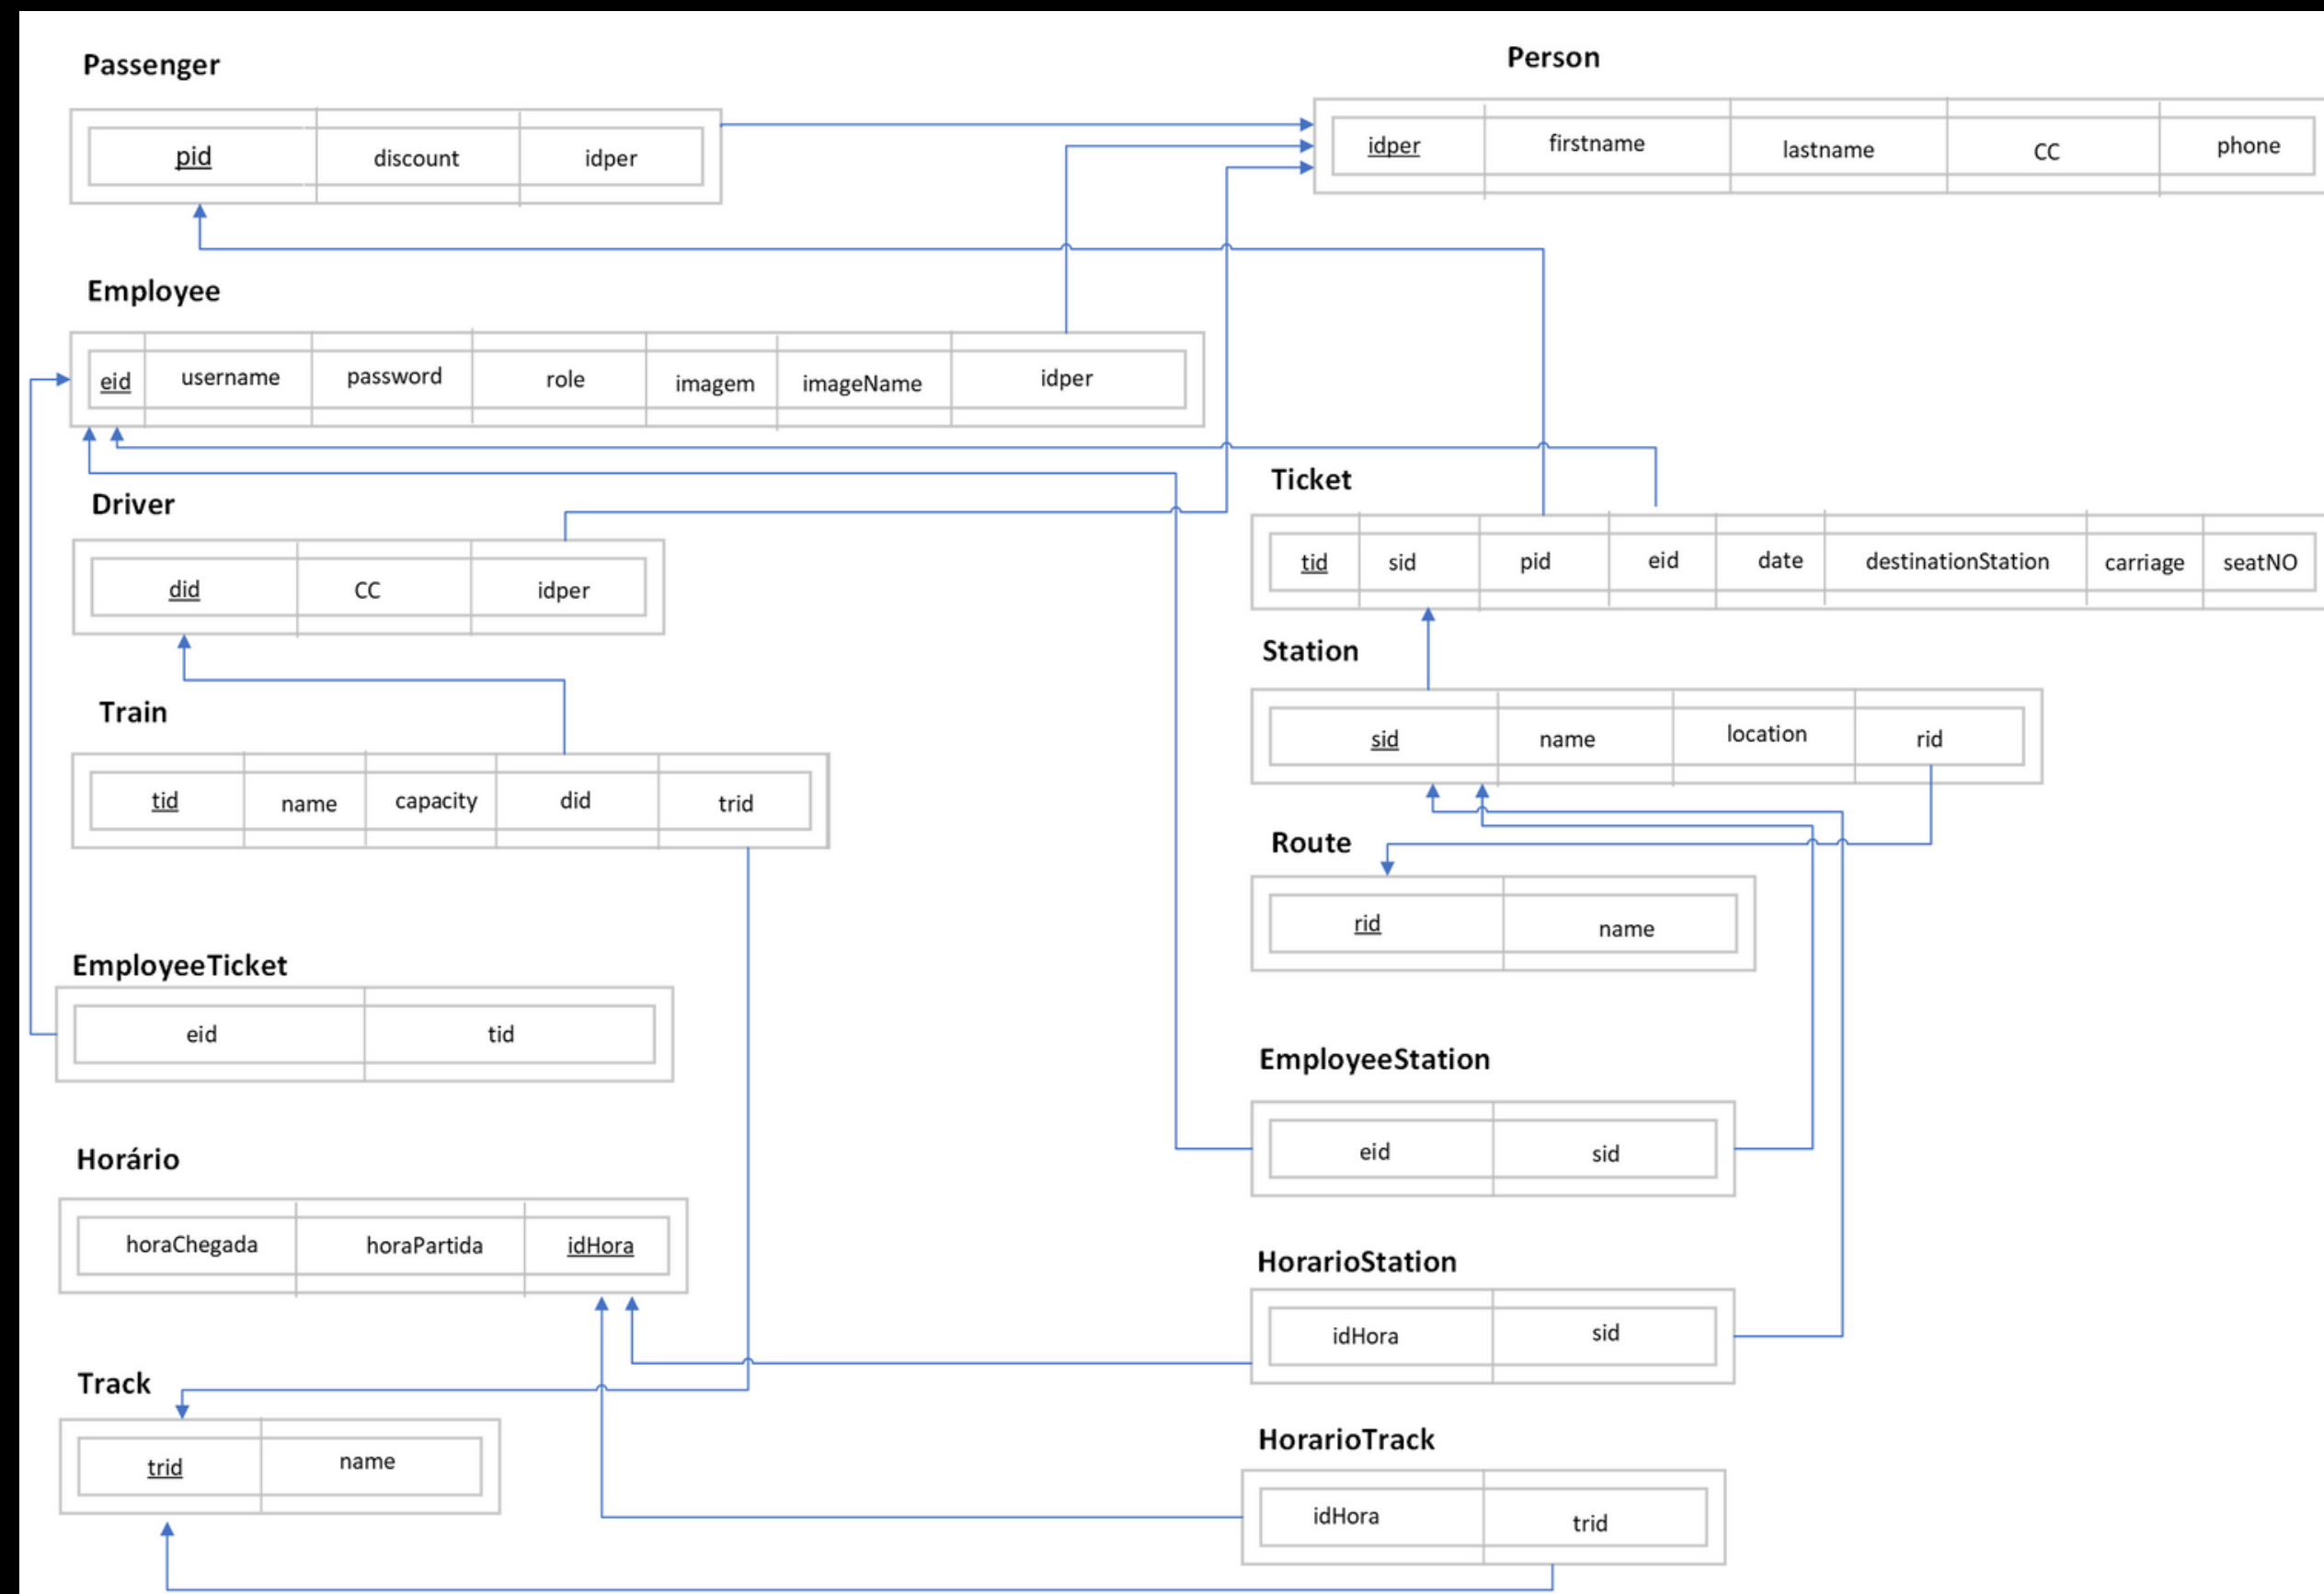 Passenger
pid discount idper
Person
idper firstname lastname CC phone
Employee
eid username password role imagem imageName idper
Ticket
tid sid pid eid date destinationStation carriage seatNO
Driver
did CC idper
Station
sid name location rid
Train
tid name capacity did trid
Route
rid name
EmployeeTicket
eid tid
EmployeeStation
eid sid
Horário
horaChegada horaPartida idHora
HorarioStation
idHora sid
Track
trid name
HorarioTrack
idHora trid